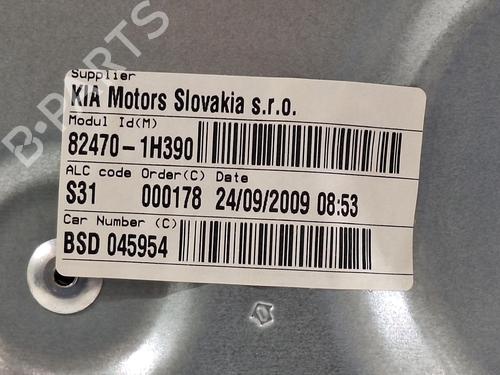 Supplier
KIA Motors Slovakia s.r.o.
Modul Id(M)
82470-1H390
ALC code Order(C) Date
S31 000178 24/09/2009 08:53
Car Number (C)
BSD 045954
B-PARTS